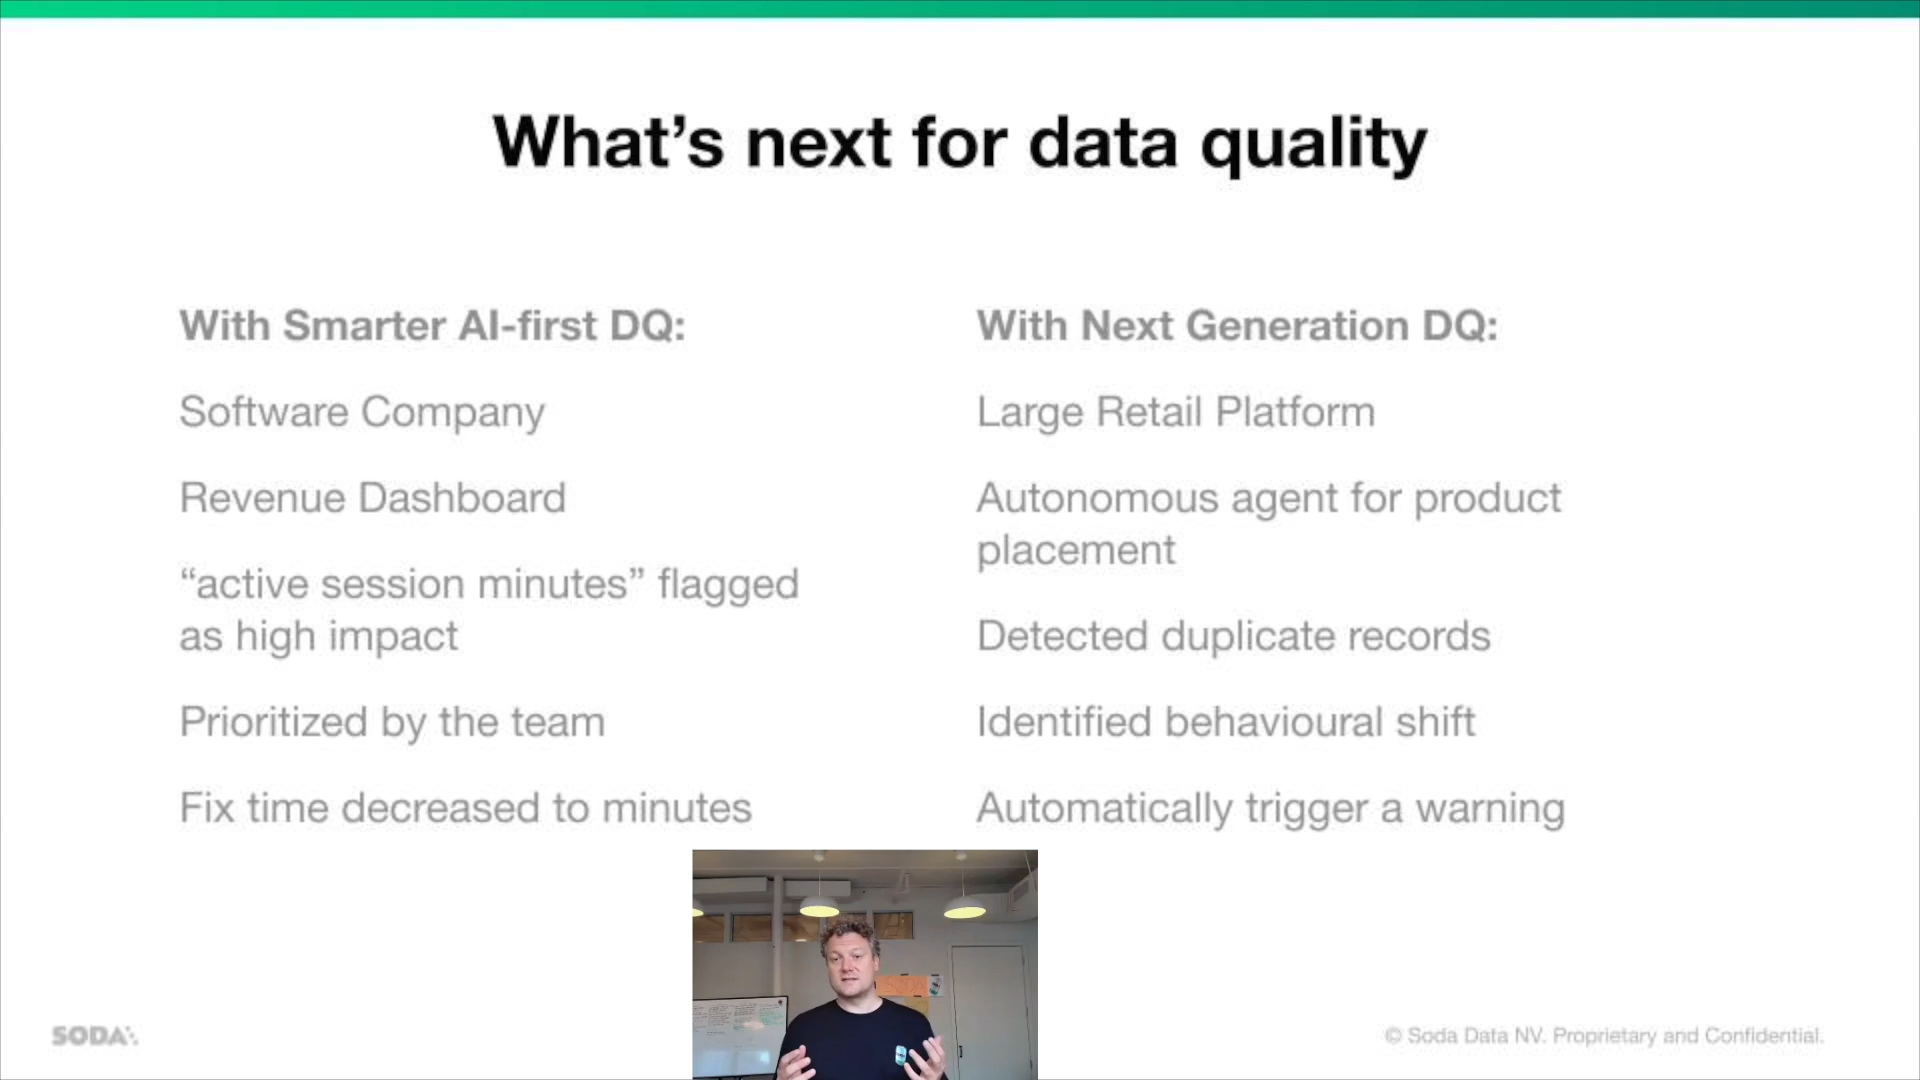 What’s next for data quality
With Smarter AI-first DQ:
Software Company
Revenue Dashboard
“active session minutes” flagged
as high impact
Prioritized by the team
Fix time decreased to minutes
With Next Generation DQ:
Large Retail Platform
Autonomous agent for product
placement
Detected duplicate records
Identified behavioural shift
Automatically trigger a warning
SODA
© Soda Data NV. Proprietary and Confidential.